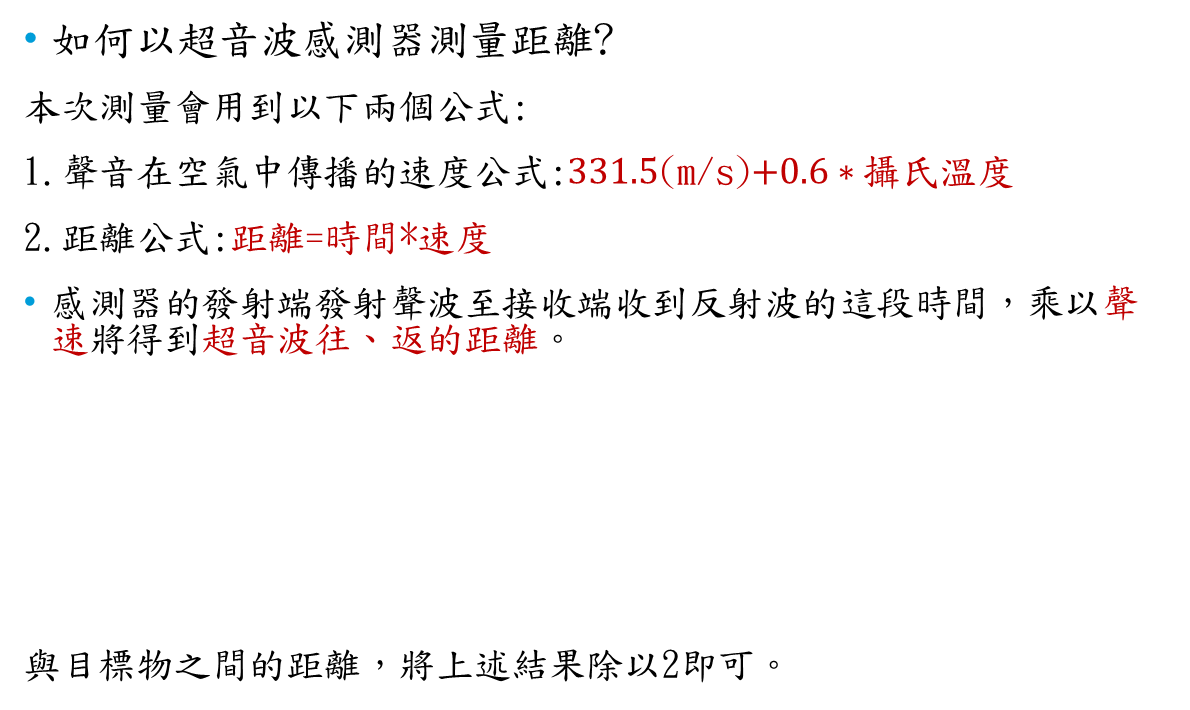 • 如何以超音波感測器測量距離?
本次測量會用到以下兩個公式:
1.聲音在空氣中傳播的速度公式:331.5(m/s)+0.6*攝氏溫度
2.距離公式:距離=時間*速度
• 感測器的發射端發射聲波至接收端收到反射波的這段時間，乘以聲
速將得到超音波往、返的距離。
與目標物之間的距離，將上述結果除以2即可。